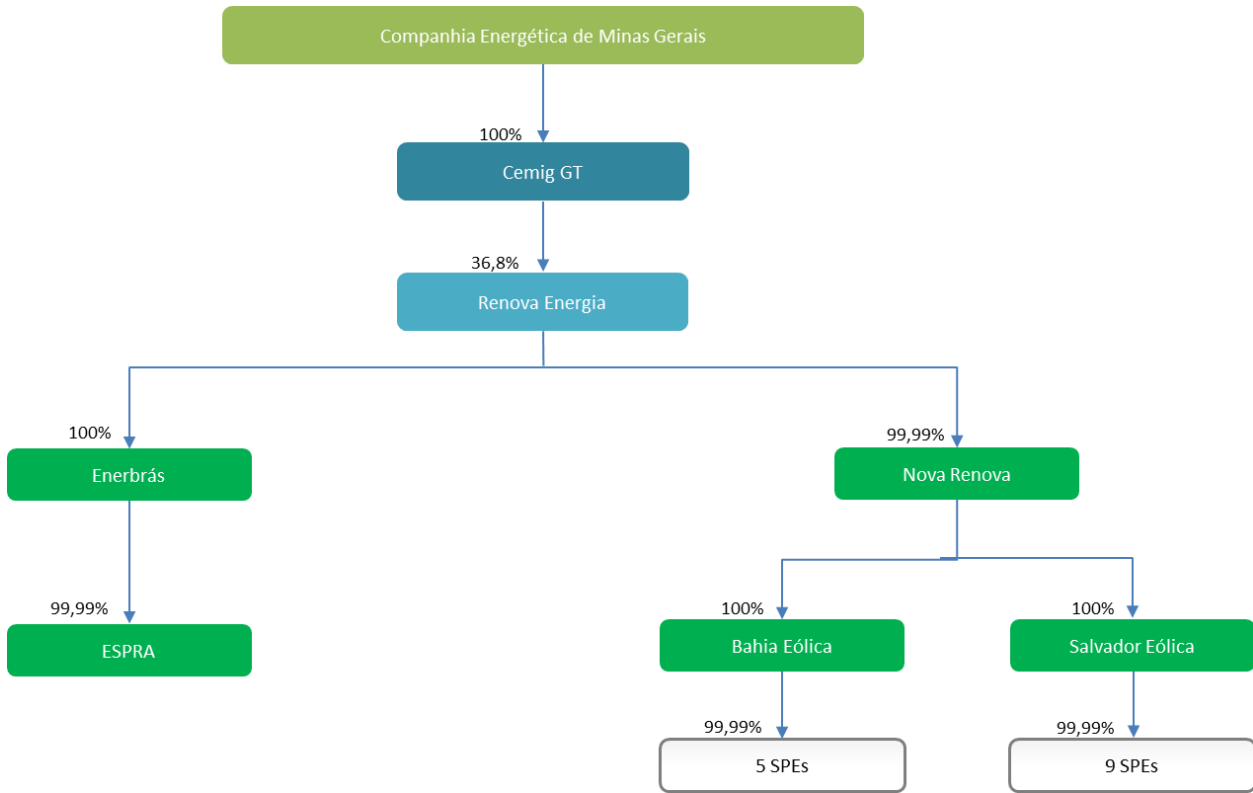 Companhia Energética de Minas Gerais
100%
Cemig GT
36,8%
Renova Energia
100%
99,99%
Enerbrás
Nova Renova
99,99%
100%
100%
ESPRA
Bahia Eólica
Salvador Eólica
99,99%
99,99%
5 SPEs
9 SPEs